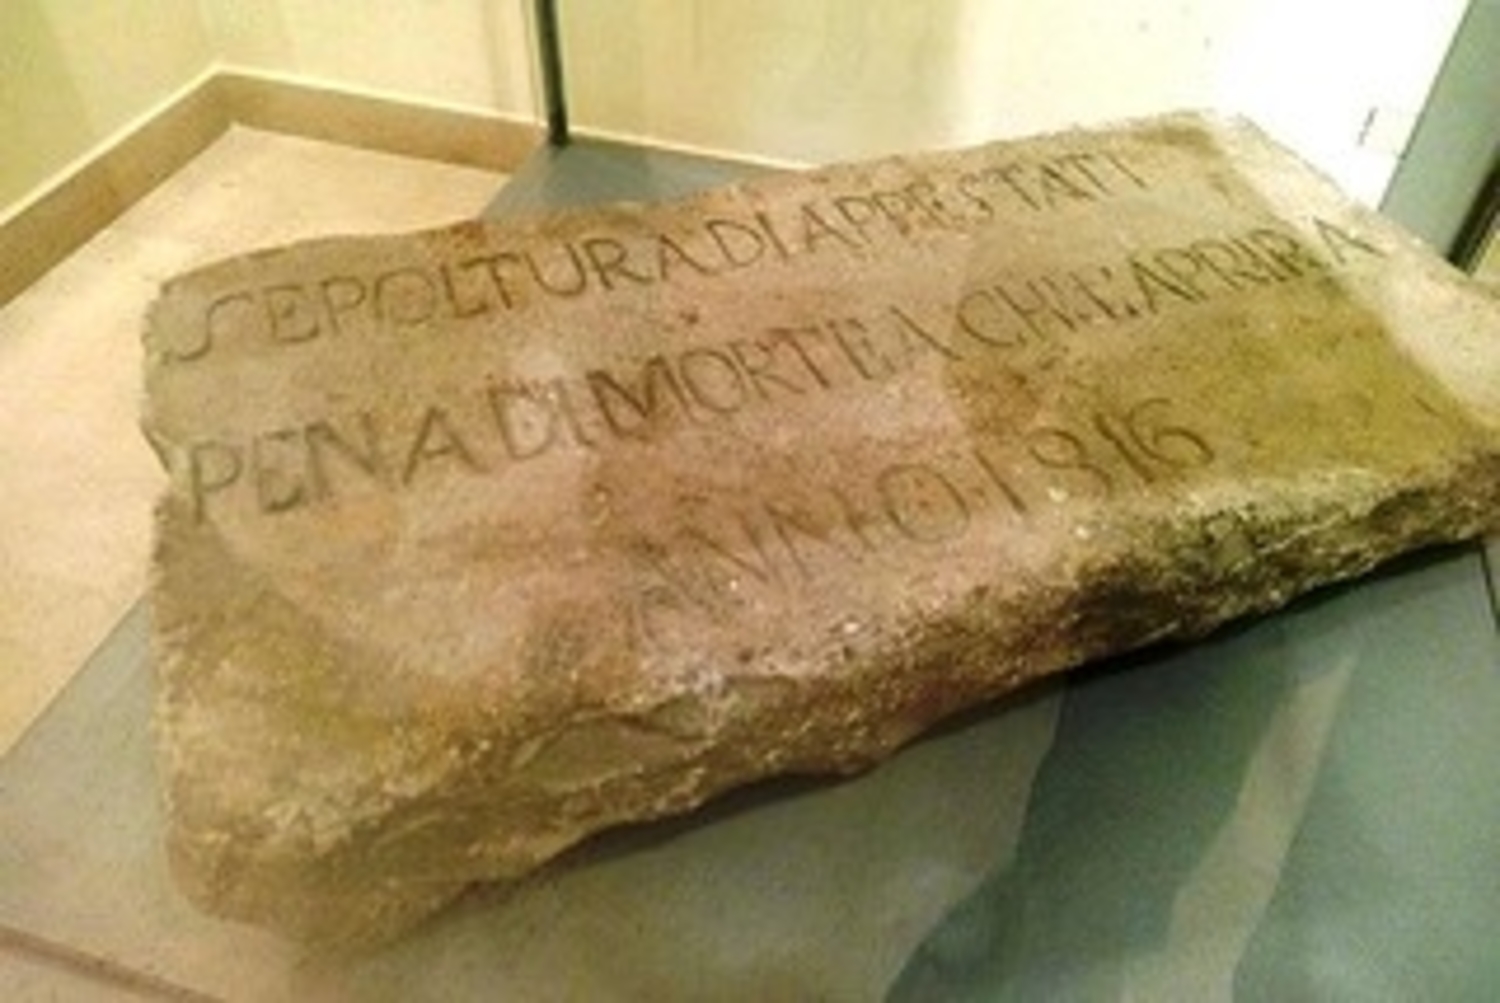 SEPOLTURA DI APPESTATI
PENA DI MORTE A CHI L'APRIRA
ANNO 1816